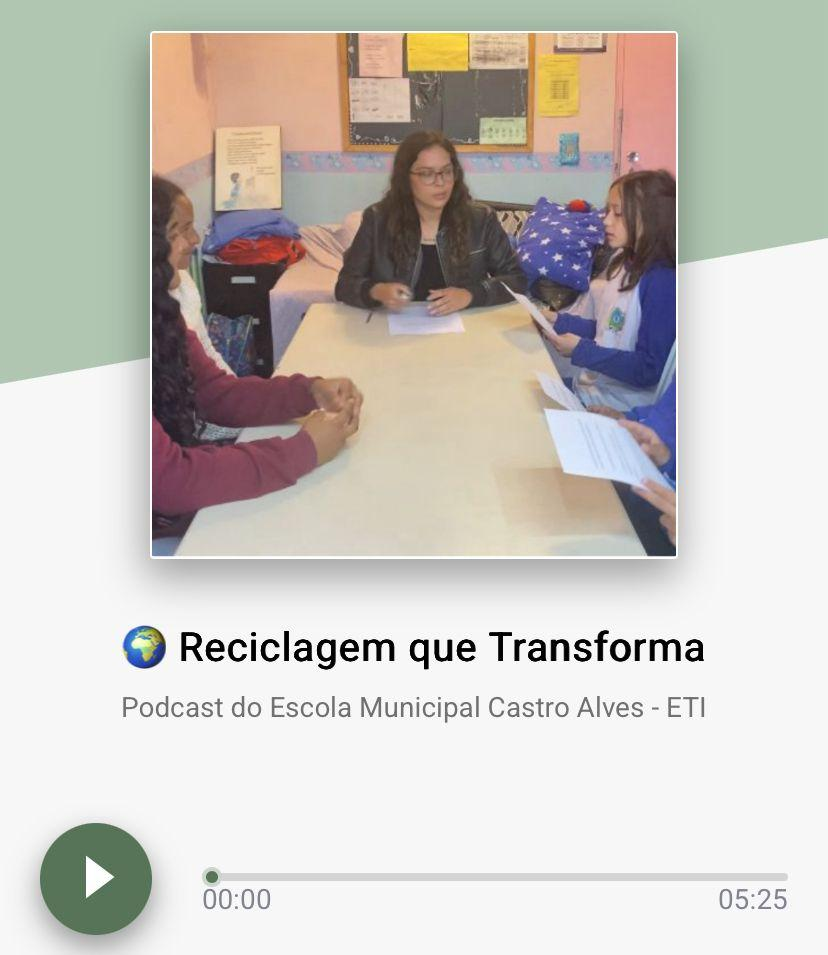 🌍 Reciclagem que Transforma
Podcast do Escola Municipal Castro Alves - ETI
00:00
05:25